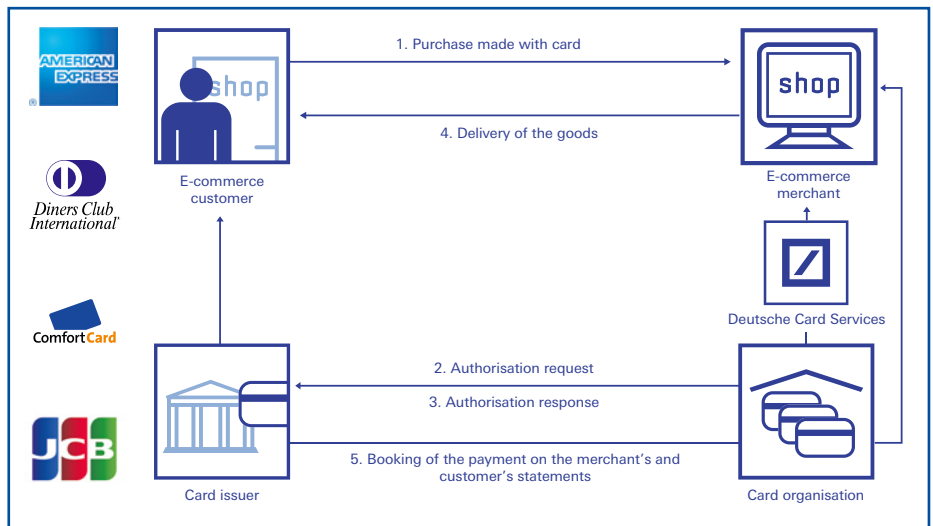 AMERICAN
EXPRESS
®
Diners Club
International®
ComfortCard
JCB
1. Purchase made with card
shop
shop
4. Delivery of the goods
E-commerce
customer
E-commerce
merchant
Deutsche Card Services
2. Authorisation request
3. Authorisation response
5. Booking of the payment on the merchant's and
customer's statements
Card issuer
Card organisation